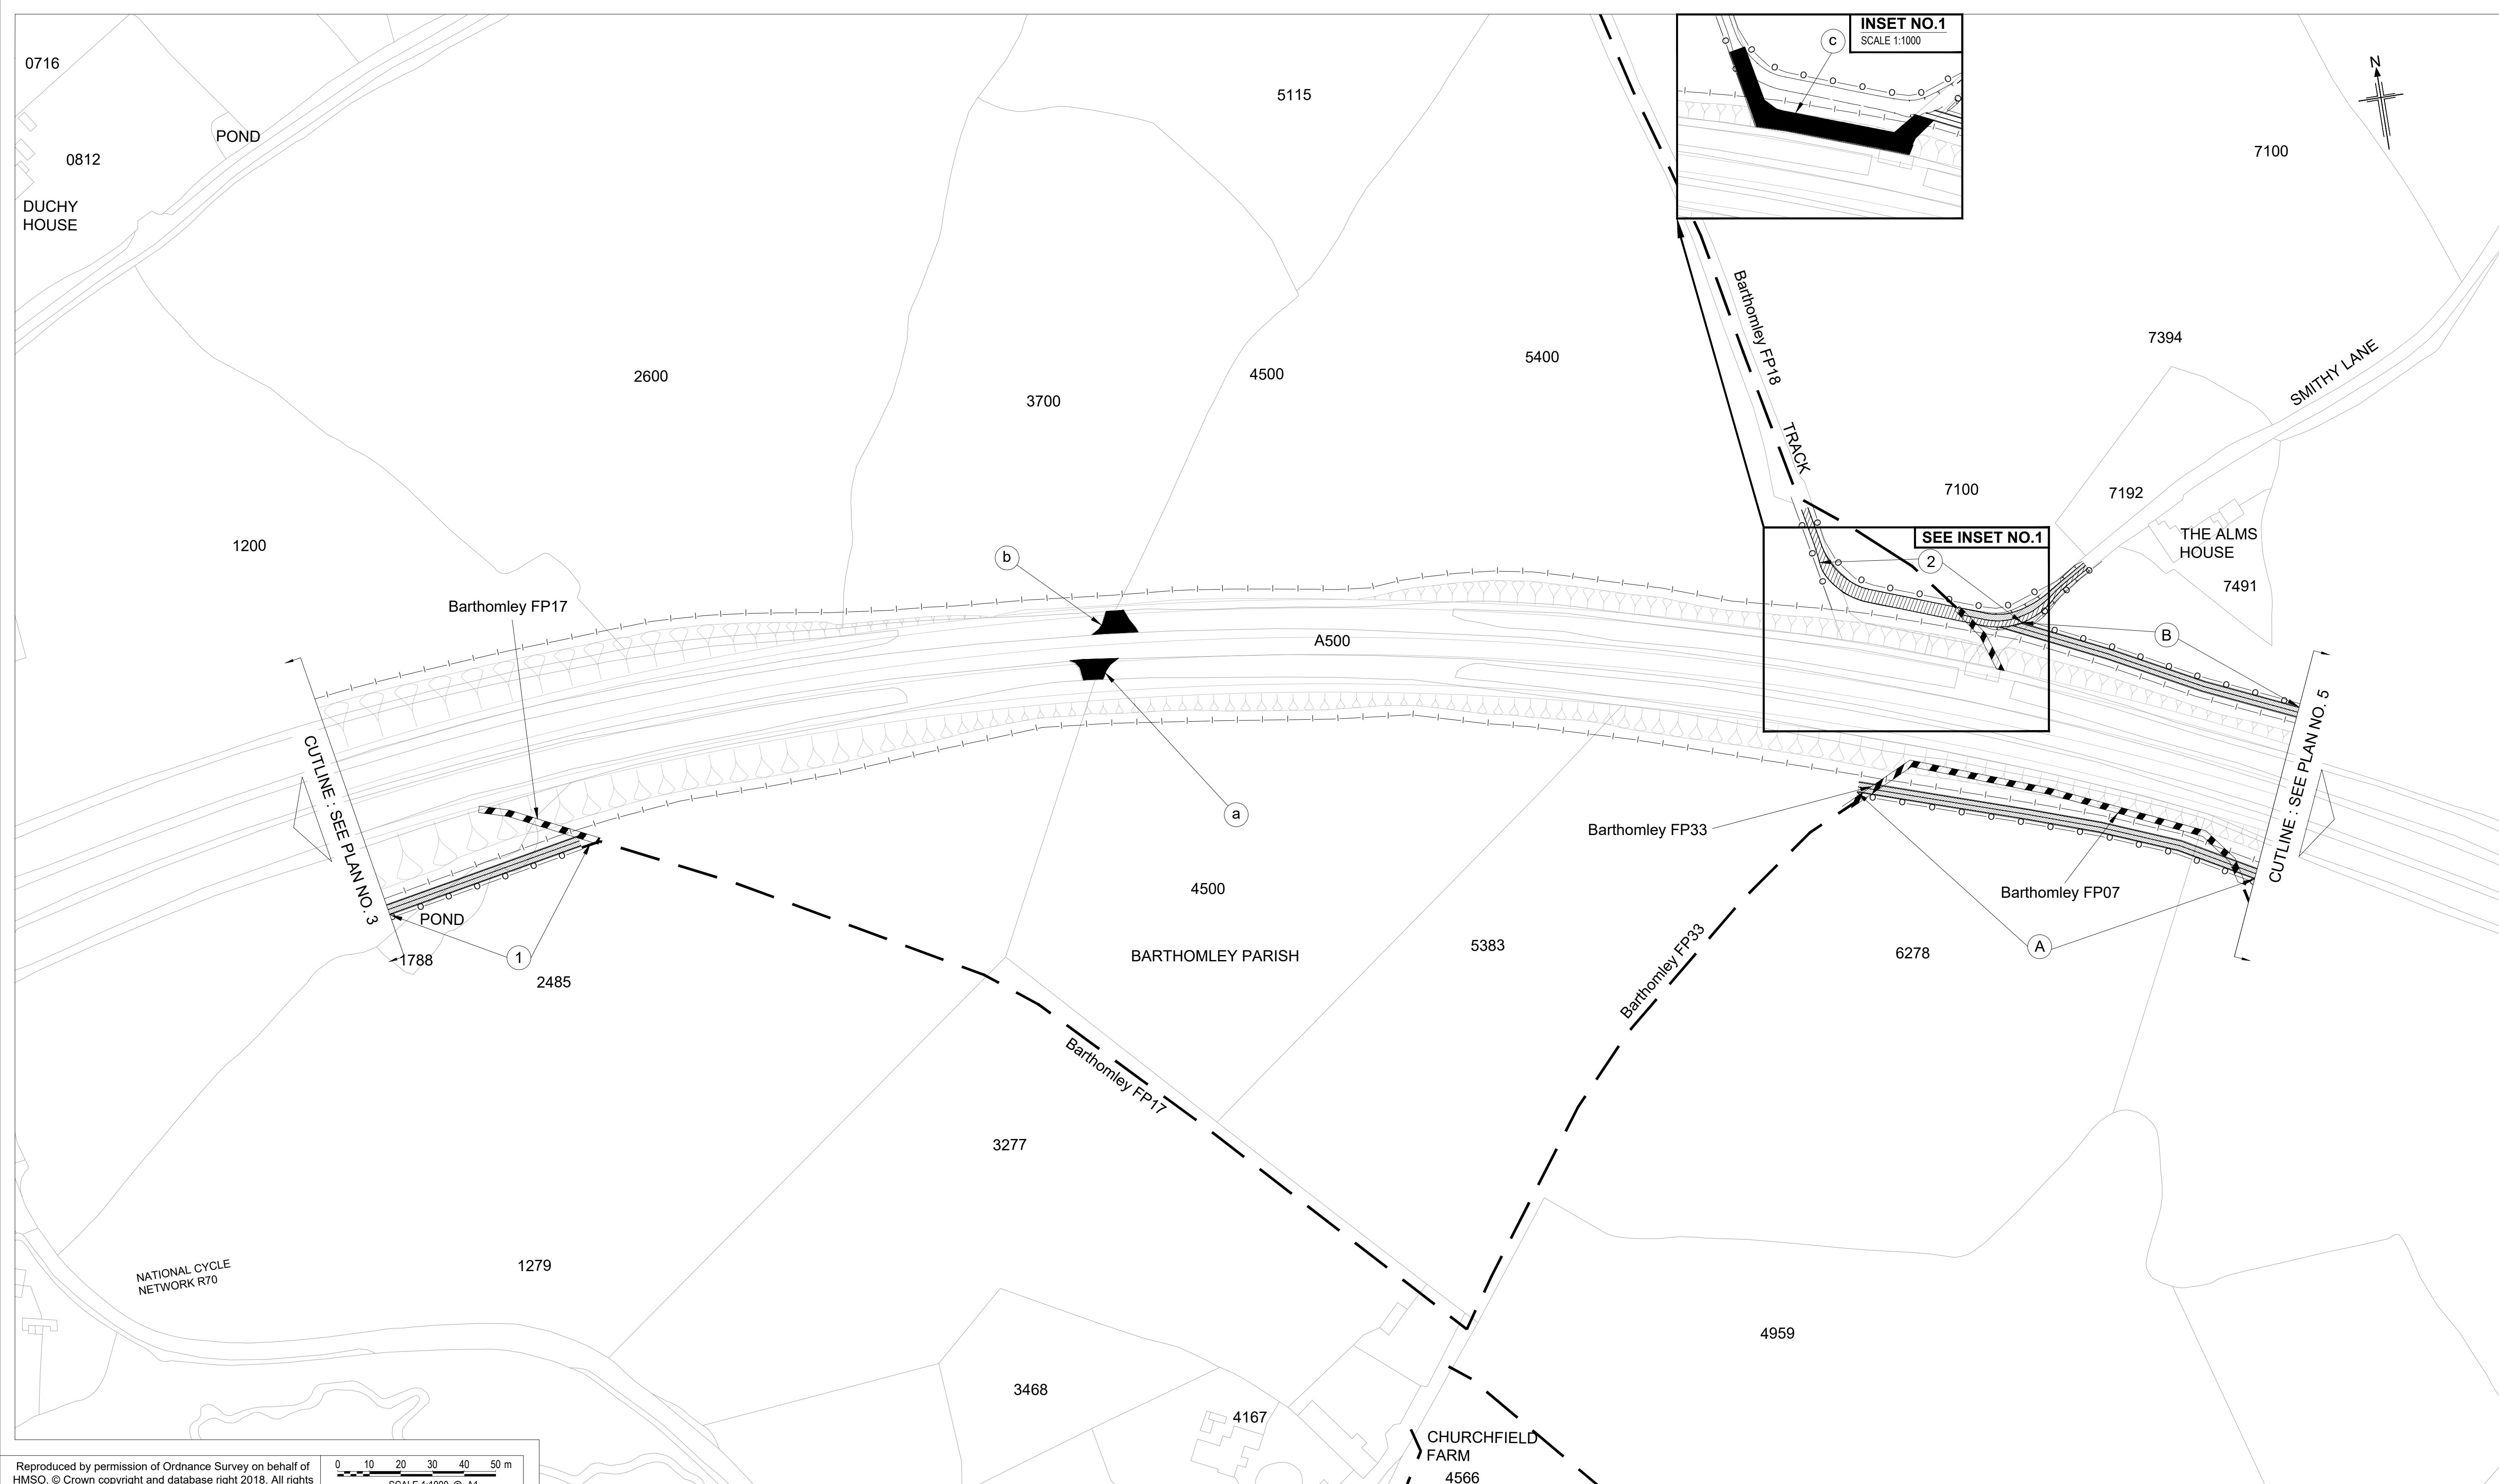 INSET NO.1
SCALE 1:1000
c
N
0716
POND
0812
DUCHY
HOUSE
5115
7100
Barthomley FP18
TRACK
7394
SMITHY LANE
2600
3700
4500
5400
7100
7192
THE ALMS
HOUSE
7491
1200
b
SEE INSET NO.1
2
Barthomley FP17
A500
B
CUTLINE : SEE PLAN NO. 3
CUTLINE : SEE PLAN NO. 5
a
Barthomley FP33
Barthomley FP07
4500
POND
1788
1
2485
BARTHOMLEY PARISH
5383
Barthomley FP33
6278
A
Barthomley FP17
3277
1279
NATIONAL CYCLE
NETWORK R70
4959
3468
4167
CHURCHFIELD
FARM
4566
Reproduced by permission of Ordnance Survey on behalf of
HMSO. © Crown copyright and database right 2018. All rights
0 10 20 30 40 50 m
SCALE 1:1000 @ A1